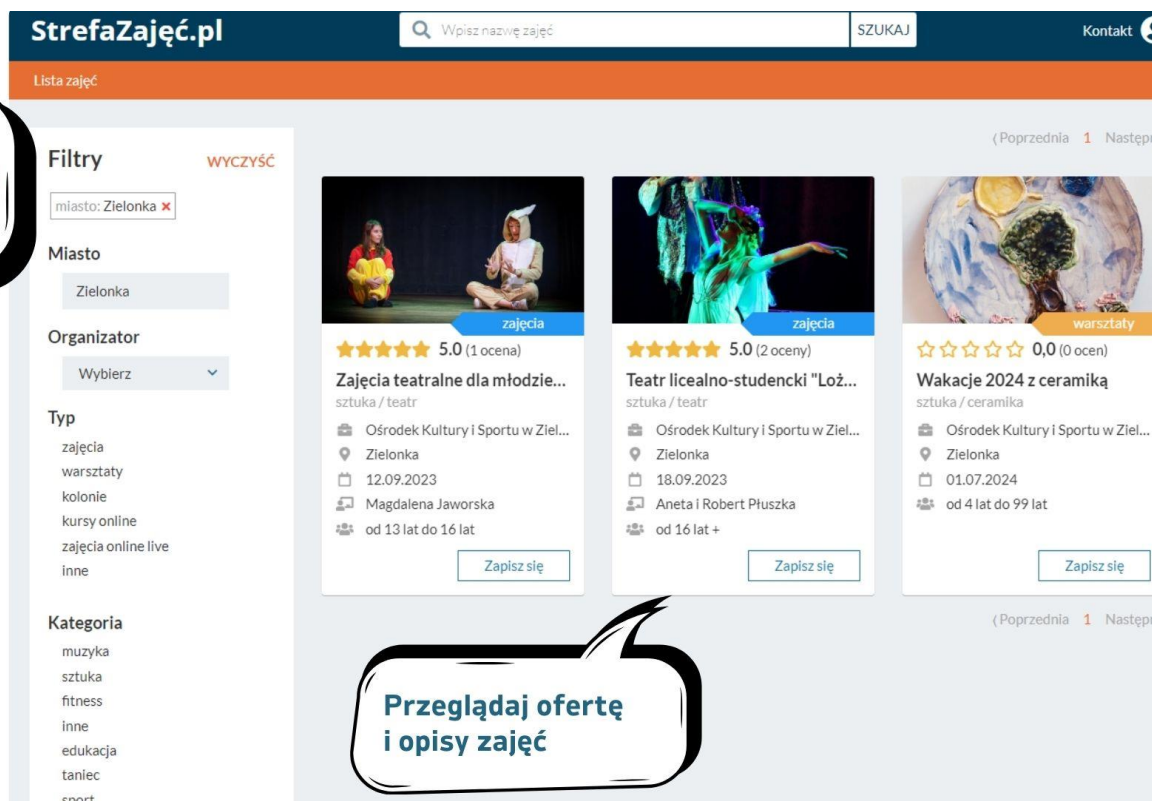 StrefaZajęć.pl
Wpisz nazwę zajęć
SZUKAJ
Kontakt
Lista zajęć
Filtry
WYCZYŚĆ
miasto: Zielonka ×
Miasto
Zielonka
Organizator
Wybierz
Typ
zajęcia
warsztaty
kolonie
kursy online
zajęcia online live
inne
Kategoria
muzyka
sztuka
fitness
inne
edukacja
taniec
sport
(Poprzednia 1 Następn
zajęcia
5.0 (1 ocena)
Zajęcia teatralne dla młodzie...
sztuka / teatr
Ośrodek Kultury i Sportu w Ziel...
Zielonka
12.09.2023
Magdalena Jaworska
od 13 lat do 16 lat
Zapisz się
zajęcia
5.0 (2 oceny)
Teatr licealno-studencki "Loż...
sztuka / teatr
Ośrodek Kultury i Sportu w Ziel...
Zielonka
18.09.2023
Aneta i Robert Płuszka
od 16 lat +
Zapisz się
warsztaty
0,0 (0 ocen)
Wakacje 2024 z ceramiką
sztuka / ceramika
Ośrodek Kultury i Sportu w Ziel...
Zielonka
01.07.2024
od 4 lat do 99 lat
Zapisz się
(Poprzednia 1 Następn
Przeglądaj ofertę
i opisy zajęć